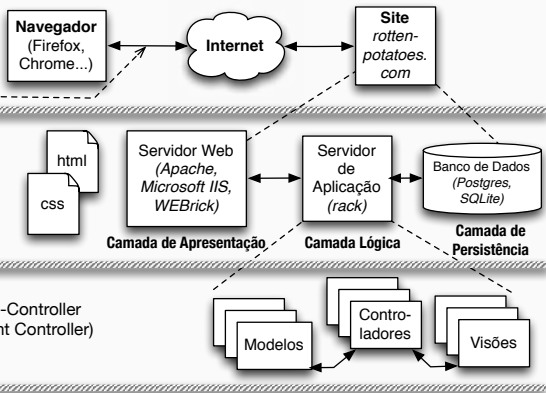 Navegador
(Firefox,
Chrome...)
Internet
Site
rotten-
potatoes.
com
html
css
Servidor Web
(Apache,
Microsoft IIS,
WEBrick)
Camada de Apresentação
Servidor
de
Aplicação
(rack)
Camada Lógica
Banco de Dados
(Postgres,
SQLite)
Camada de
Persistência
-Controller
nt Controller)
Modelos
Contro-
ladores
Visões